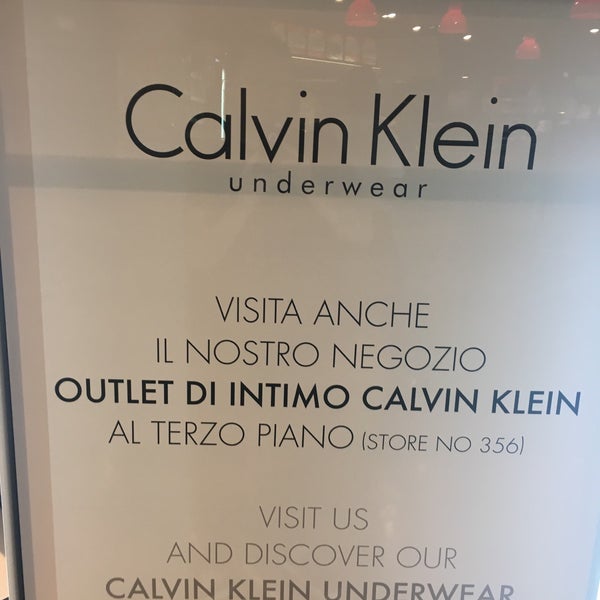 Calvin Klein
underwear
VISITA ANCHE
IL NOSTRO NEGOZIO
OUTLET DI INTIMO CALVIN KLEIN
AL TERZO PIANO (STORE NO 356)
VISIT US
AND DISCOVER OUR
CALVIN KLEIN UNDERWEAR